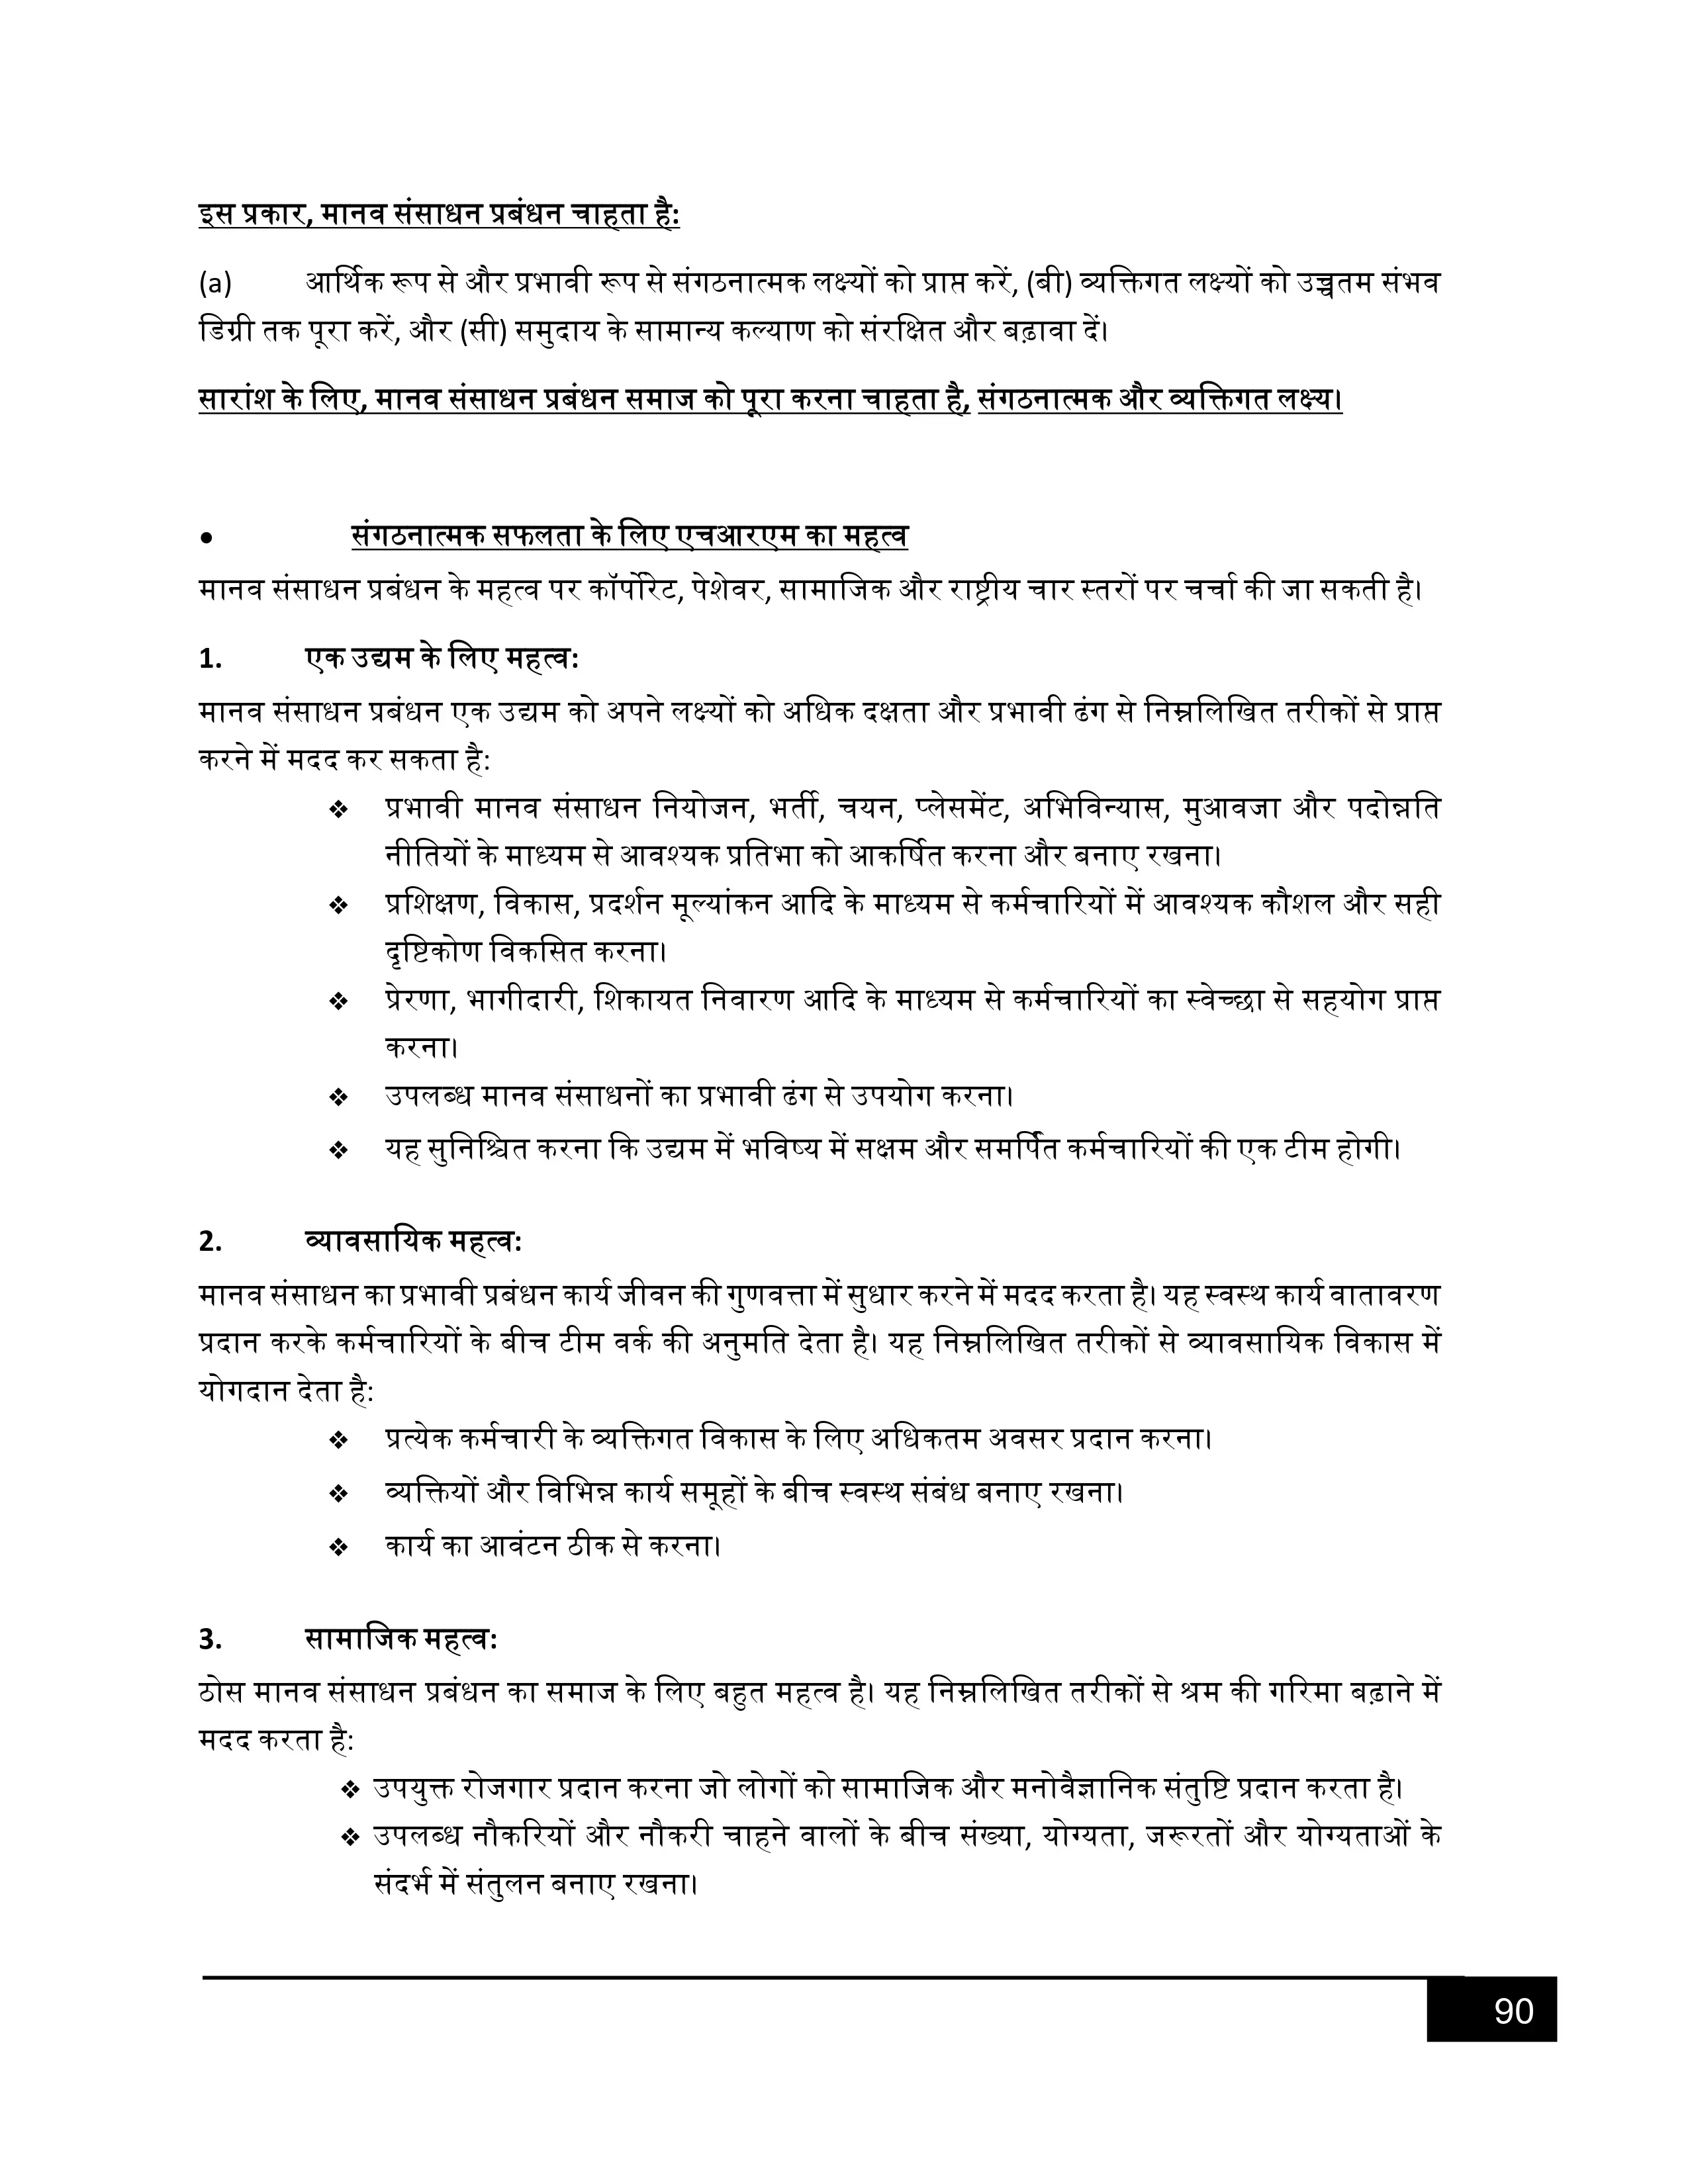 इस प्रकार, मानव संसाधन प्रबंधन चाहता है:
(a) आर्थिक रूप से और प्रभावी रूप से संगठनात्मक लक्ष्यों को प्राप्त करें, (बी) व्यक्तिगत लक्ष्यों को उच्चतम संभव
डिग्री तक पूरा करें, और (सी) समुदाय के सामान्य कल्याण को संरक्षित और बढ़ावा दें।
सारांश के लिए, मानव संसाधन प्रबंधन समाज को पूरा करना चाहता है, संगठनात्मक और व्यक्तिगत लक्ष्य।
• संगठनात्मक सफलता के लिए एचआरएम का महत्व
मानव संसाधन प्रबंधन के महत्व पर कॉर्पोरेट, पेशेवर, सामाजिक और राष्ट्रीय चार स्तरों पर चर्चा की जा सकती है।
1. एक उद्यम के लिए महत्व:
मानव संसाधन प्रबंधन एक उद्यम को अपने लक्ष्यों को अधिक दक्षता और प्रभावी ढंग से निम्नलिखित तरीकों से प्राप्त
करने में मदद कर सकता है:
❖ प्रभावी मानव संसाधन नियोजन, भर्ती, चयन, प्लेसमेंट, अभिविन्यास, मुआवजा और पदोन्नति
नीतियों के माध्यम से आवश्यक प्रतिभा को आकर्षित करना और बनाए रखना।
❖ प्रशिक्षण, विकास, प्रदर्शन मूल्यांकन आदि के माध्यम से कर्मचारियों में आवश्यक कौशल और सही
दृष्टिकोण विकसित करना।
❖ प्रेरणा, भागीदारी, शिकायत निवारण आदि के माध्यम से कर्मचारियों का स्वेच्छा से सहयोग प्राप्त
करना।
❖ उपलब्ध मानव संसाधनों का प्रभावी ढंग से उपयोग करना।
❖ यह सुनिश्चित करना कि उद्यम में भविष्य में सक्षम और समर्पित कर्मचारियों की एक टीम होगी।
2. व्यावसायिक महत्व:
मानव संसाधन का प्रभावी प्रबंधन कार्य जीवन की गुणवत्ता में सुधार करने में मदद करता है। यह स्वस्थ कार्य वातावरण
प्रदान करके कर्मचारियों के बीच टीम वर्क की अनुमति देता है। यह निम्नलिखित तरीकों से व्यावसायिक विकास में
योगदान देता है:
❖ प्रत्येक कर्मचारी के व्यक्तिगत विकास के लिए अधिकतम अवसर प्रदान करना।
❖ व्यक्तियों और विभिन्न कार्य समूहों के बीच स्वस्थ संबंध बनाए रखना।
❖ कार्य का आवंटन ठीक से करना।
3. सामाजिक महत्व:
ठोस मानव संसाधन प्रबंधन का समाज के लिए बहुत महत्व है। यह निम्नलिखित तरीकों से श्रम की गरिमा बढ़ाने में
मदद करता है:
❖ उपयुक्त रोजगार प्रदान करना जो लोगों को सामाजिक और मनोवैज्ञानिक संतुष्टि प्रदान करता है।
❖ उपलब्ध नौकरियों और नौकरी चाहने वालों के बीच संख्या, योग्यता, जरूरतों और योग्यताओं के
संदर्भ में संतुलन बनाए रखना।
90